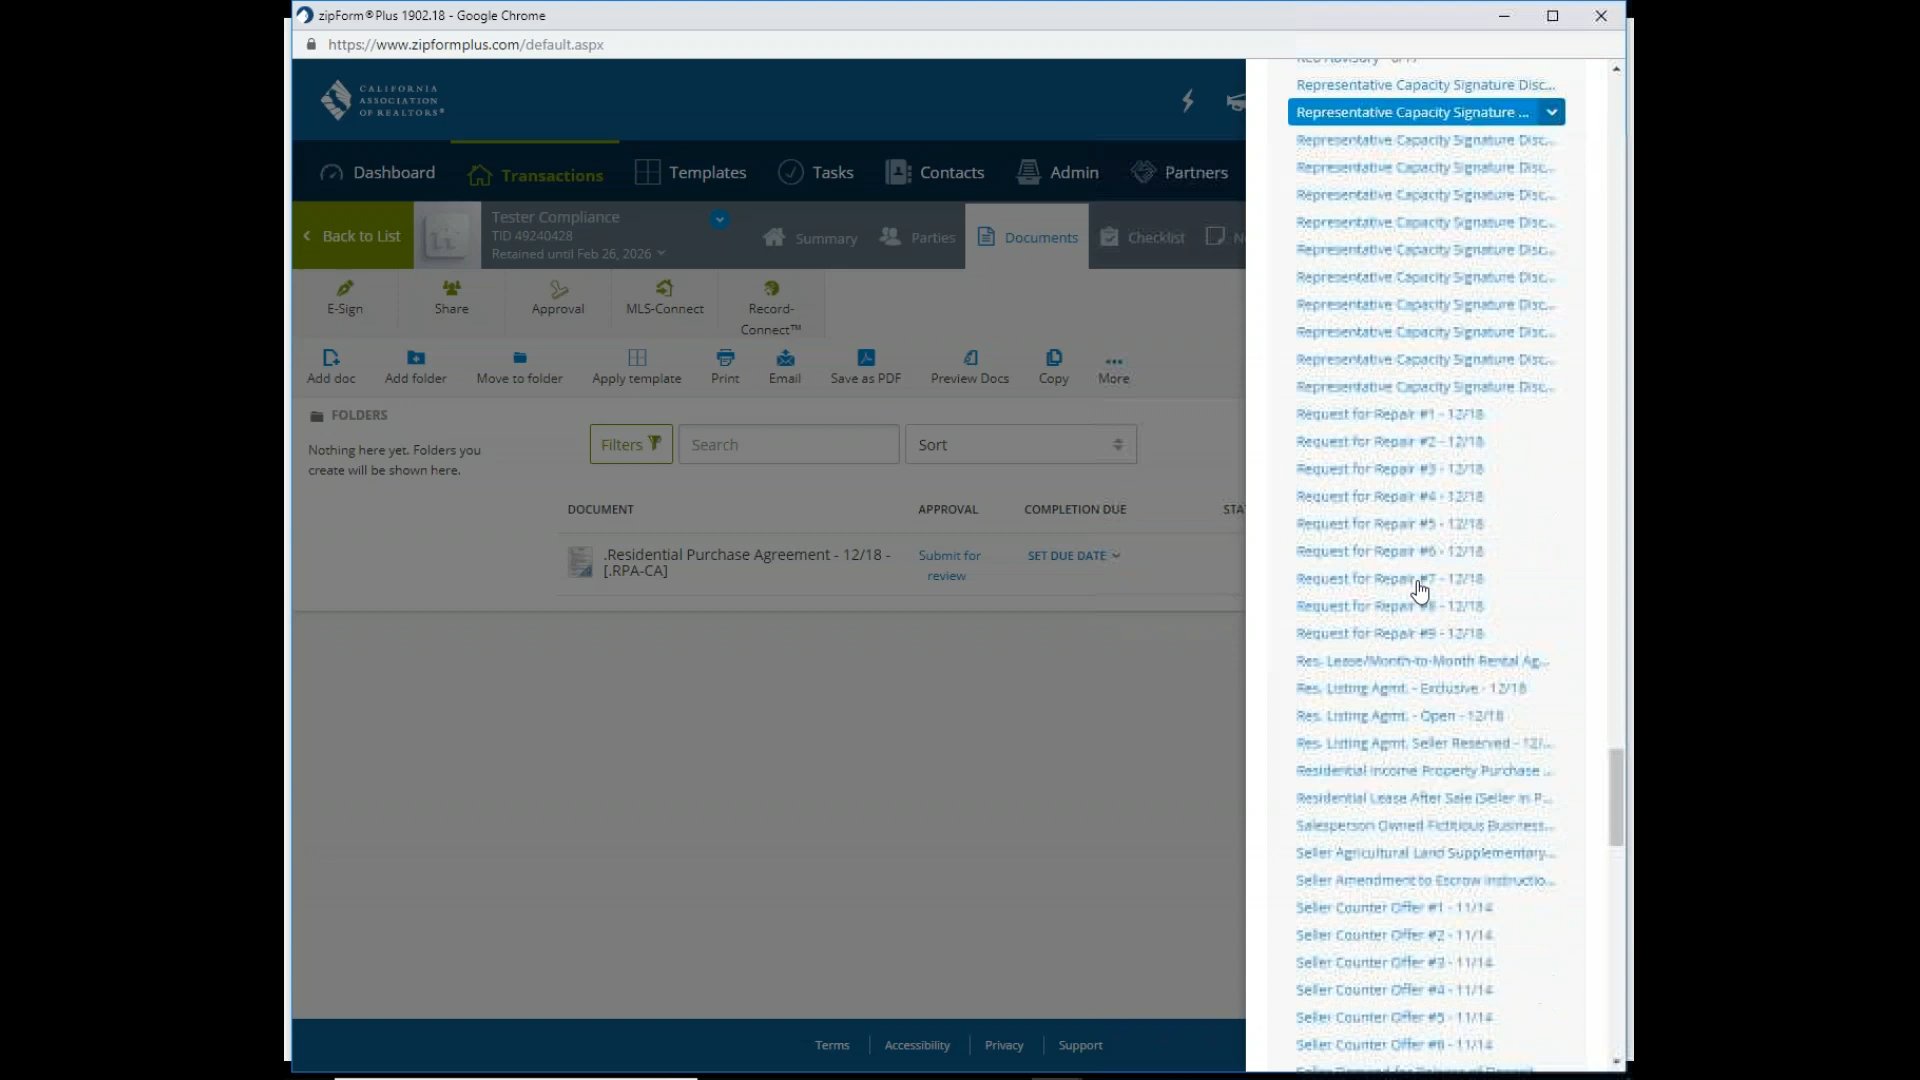 zipForm®Plus 1902.18 - Google Chrome
https://www.zipformplus.com/default.aspx
CALIFORNIA
ASSOCIATION
OF REALTORS®
Dashboard
Transactions
Templates
Tasks
Contacts
Admin
Partners
Back to List
Tester Compliance
TID 49240428
Retained until Feb 26, 2026
Summary
Parties
Documents
Checklist
N
E-Sign
Share
Approval
MLS-Connect
Record-
Connect™
Add doc
Add folder
Move to folder
Apply template
Print
Email
Save as PDF
Preview Docs
Copy
More
FOLDERS
Nothing here yet. Folders you
create will be shown here.
Filters
Search
Sort
DOCUMENT
APPROVAL
COMPLETION DUE
STA
.Residential Purchase Agreement - 12/18 -
[.RPA-CA]
Submit for
review
SET DUE DATE
Representative Capacity Signature Disc...
Representative Capacity Signature ...
Representative Capacity Signature Disc...
Representative Capacity Signature Disc...
Representative Capacity Signature Disc...
Representative Capacity Signature Disc...
Representative Capacity Signature Disc...
Representative Capacity Signature Disc...
Representative Capacity Signature Disc...
Representative Capacity Signature Disc...
Representative Capacity Signature Disc...
Representative Capacity Signature Disc...
Request for Repair #1 - 12/18
Request for Repair #2 - 12/18
Request for Repair #3 - 12/18
Request for Repair #4 - 12/18
Request for Repair #5 - 12/18
Request for Repair #6 - 12/18
Request for Repair #7 - 12/18
Request for Repair #8 - 12/18
Request for Repair #9 - 12/18
Res. Lease/Month-to-Month Rental Ag...
Res. Listing Agmt. - Exclusive - 12/18
Res. Listing Agmt. - Open - 12/18
Res. Listing Agmt. Seller Reserved - 12/...
Residential Income Property Purchase ...
Residential Lease After Sale (Seller in P...
Salesperson Owned Fictitious Business...
Seller Agricultural Land Supplementary...
Seller Amendment to Escrow Instructio...
Seller Counter Offer #1 - 11/14
Seller Counter Offer #2 - 11/14
Seller Counter Offer #3 - 11/14
Seller Counter Offer #4 - 11/14
Seller Counter Offer #5 - 11/14
Seller Counter Offer #6 - 11/14
Terms
Accessibility
Privacy
Support